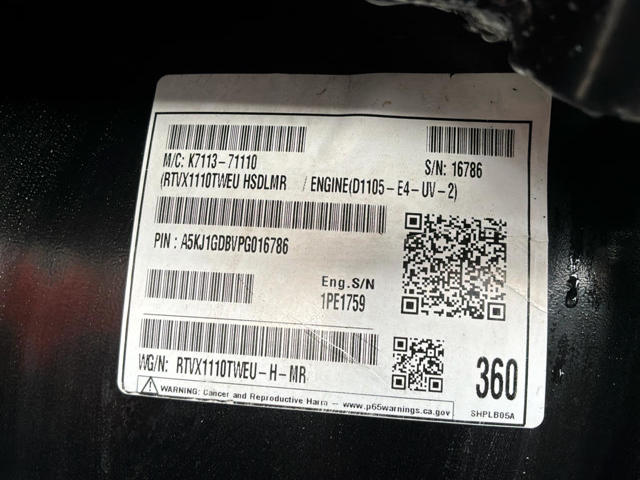 M/C: K7113-71110 S/N: 16786
(RTVX1110TWEU HSDLMR / ENGINE(D1105-E4-UV-2)
PIN : A5KJ1GDBVPG016786
Eng.S/N
1PE1759
WG/N: RTVX1110TWEU-H-MR
360
WARNING: Cancer and Reproductive Harm -- www.p65warnings.ca.gov
SHPLB05A